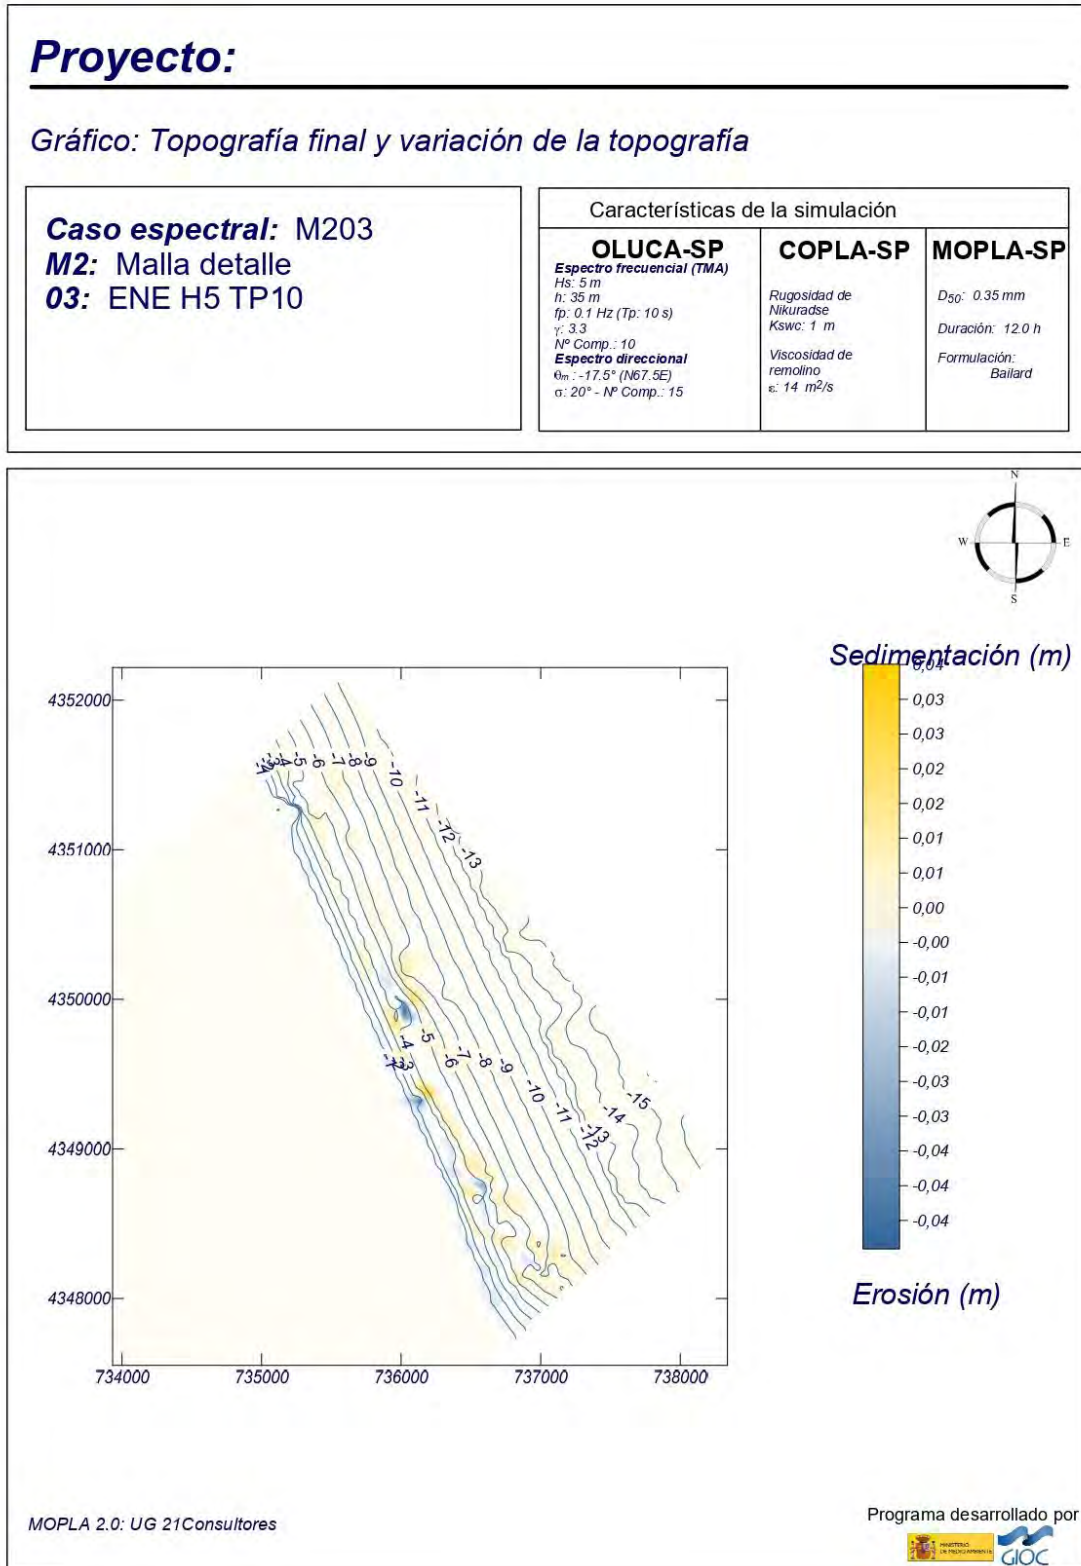 Proyecto:
Gráfico: Topografía final y variación de la topografía
Caso espectral: M203
M2: Malla detalle
03: ENE H5 TP10
Características de la simulación
OLUCA-SP
Espectro frecuencial (TMA)
Hs: 5 m
h: 35 m
fp: 0.1 Hz (Tp: 10 s)
γ: 3.3
Nº Comp.: 10
Espectro direccional
θm : -17.5° (N67.5E)
σ: 20° - Nº Comp.: 15
COPLA-SP
Rugosidad de
Nikuradse
Kswc: 1 m
Viscosidad de
remolino
ε: 14 m2/s
MOPLA-SP
D50: 0.35 mm
Duración: 12.0 h
Formulación:
Bailard
N
W
E
S
Sedimentación (m)
0,04
0,03
0,03
0,02
0,02
0,01
0,01
0,00
-0,00
-0,01
-0,01
-0,02
-0,03
-0,03
-0,04
-0,04
-0,04
Erosión (m)
4352000
4351000
4350000
4349000
4348000
734000
735000
736000
737000
738000
-3
-4
-5
-6
-7
-8
-9
-10
-11
-12
-13
-4
-3
-5
-6
-7
-8
-9
-10
-11
-12
-13
-14
-15
MOPLA 2.0: UG 21Consultores
Programa desarrollado por
MINISTERIO
DE MEDIO AMBIENTE
GIOC